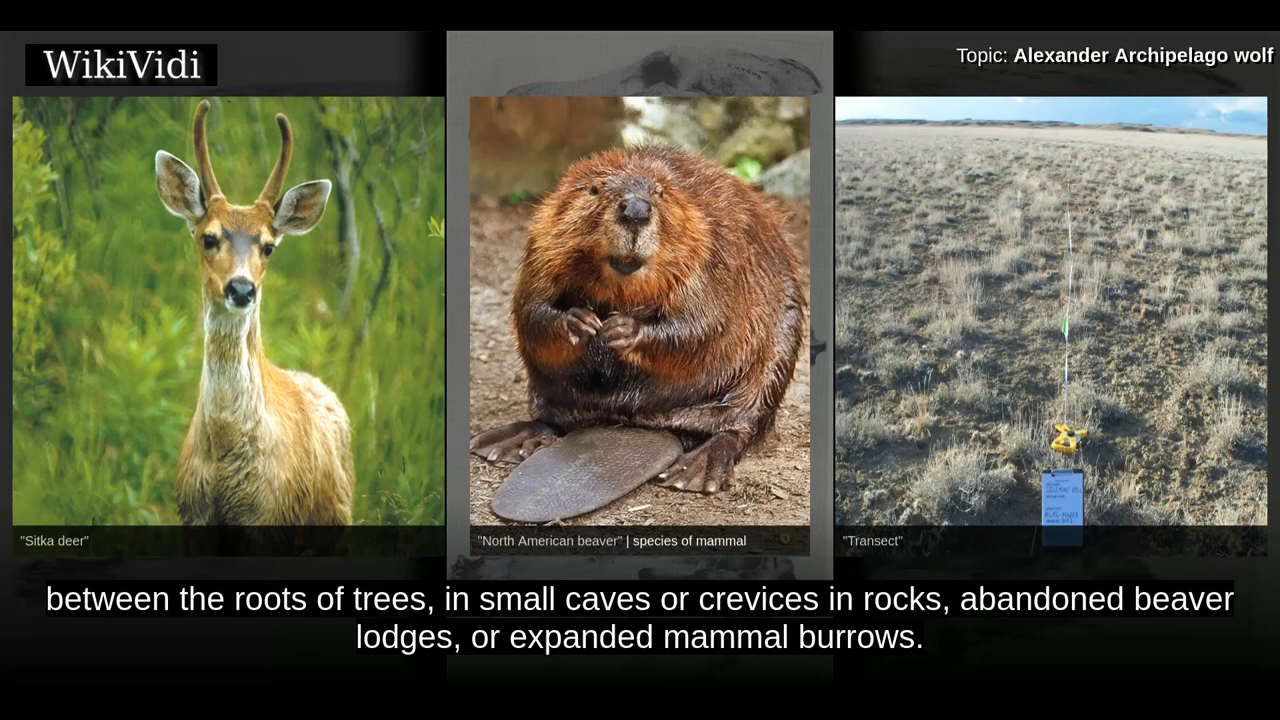 WikiVidi
Topic: Alexander Archipelago wolf
"Sitka deer"
"North American beaver" | species of mammal
"Transect"
between the roots of trees, in small caves or crevices in rocks, abandoned beaver
lodges, or expanded mammal burrows.